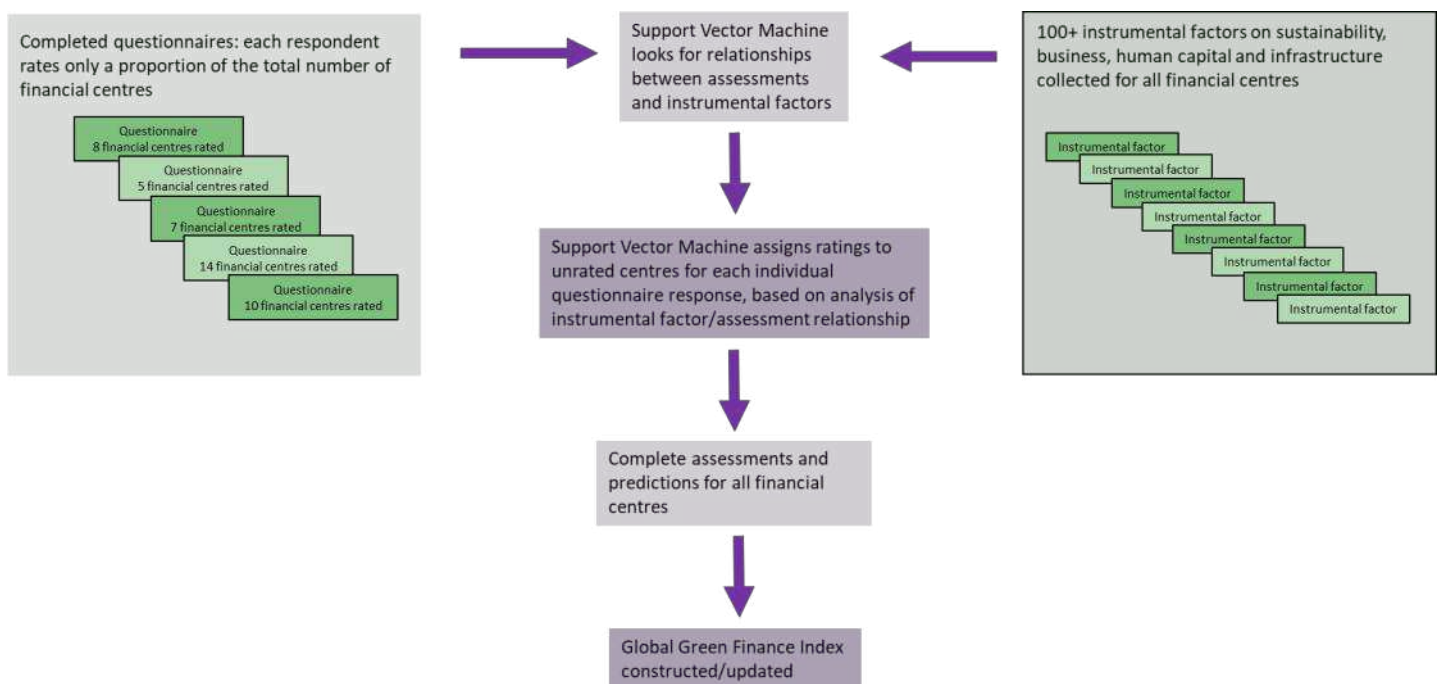 Completed questionnaires: each respondent
rates only a proportion of the total number of
financial centres
Questionnaire
8 financial centres rated
Questionnaire
5 financial centres rated
Questionnaire
7 financial centres rated
Questionnaire
14 financial centres rated
Questionnaire
10 financial centres rated
Support Vector Machine
looks for relationships
between assessments
and instrumental factors
100+ instrumental factors on sustainability,
business, human capital and infrastructure
collected for all financial centres
Instrumental factor
Instrumental factor
Instrumental factor
Instrumental factor
Instrumental factor
Instrumental factor
Instrumental factor
Instrumental factor
Support Vector Machine assigns ratings to
unrated centres for each individual
questionnaire response, based on analysis of
instrumental factor/assessment relationship
Complete assessments and
predictions for all financial
centres
Global Green Finance Index
constructed/updated